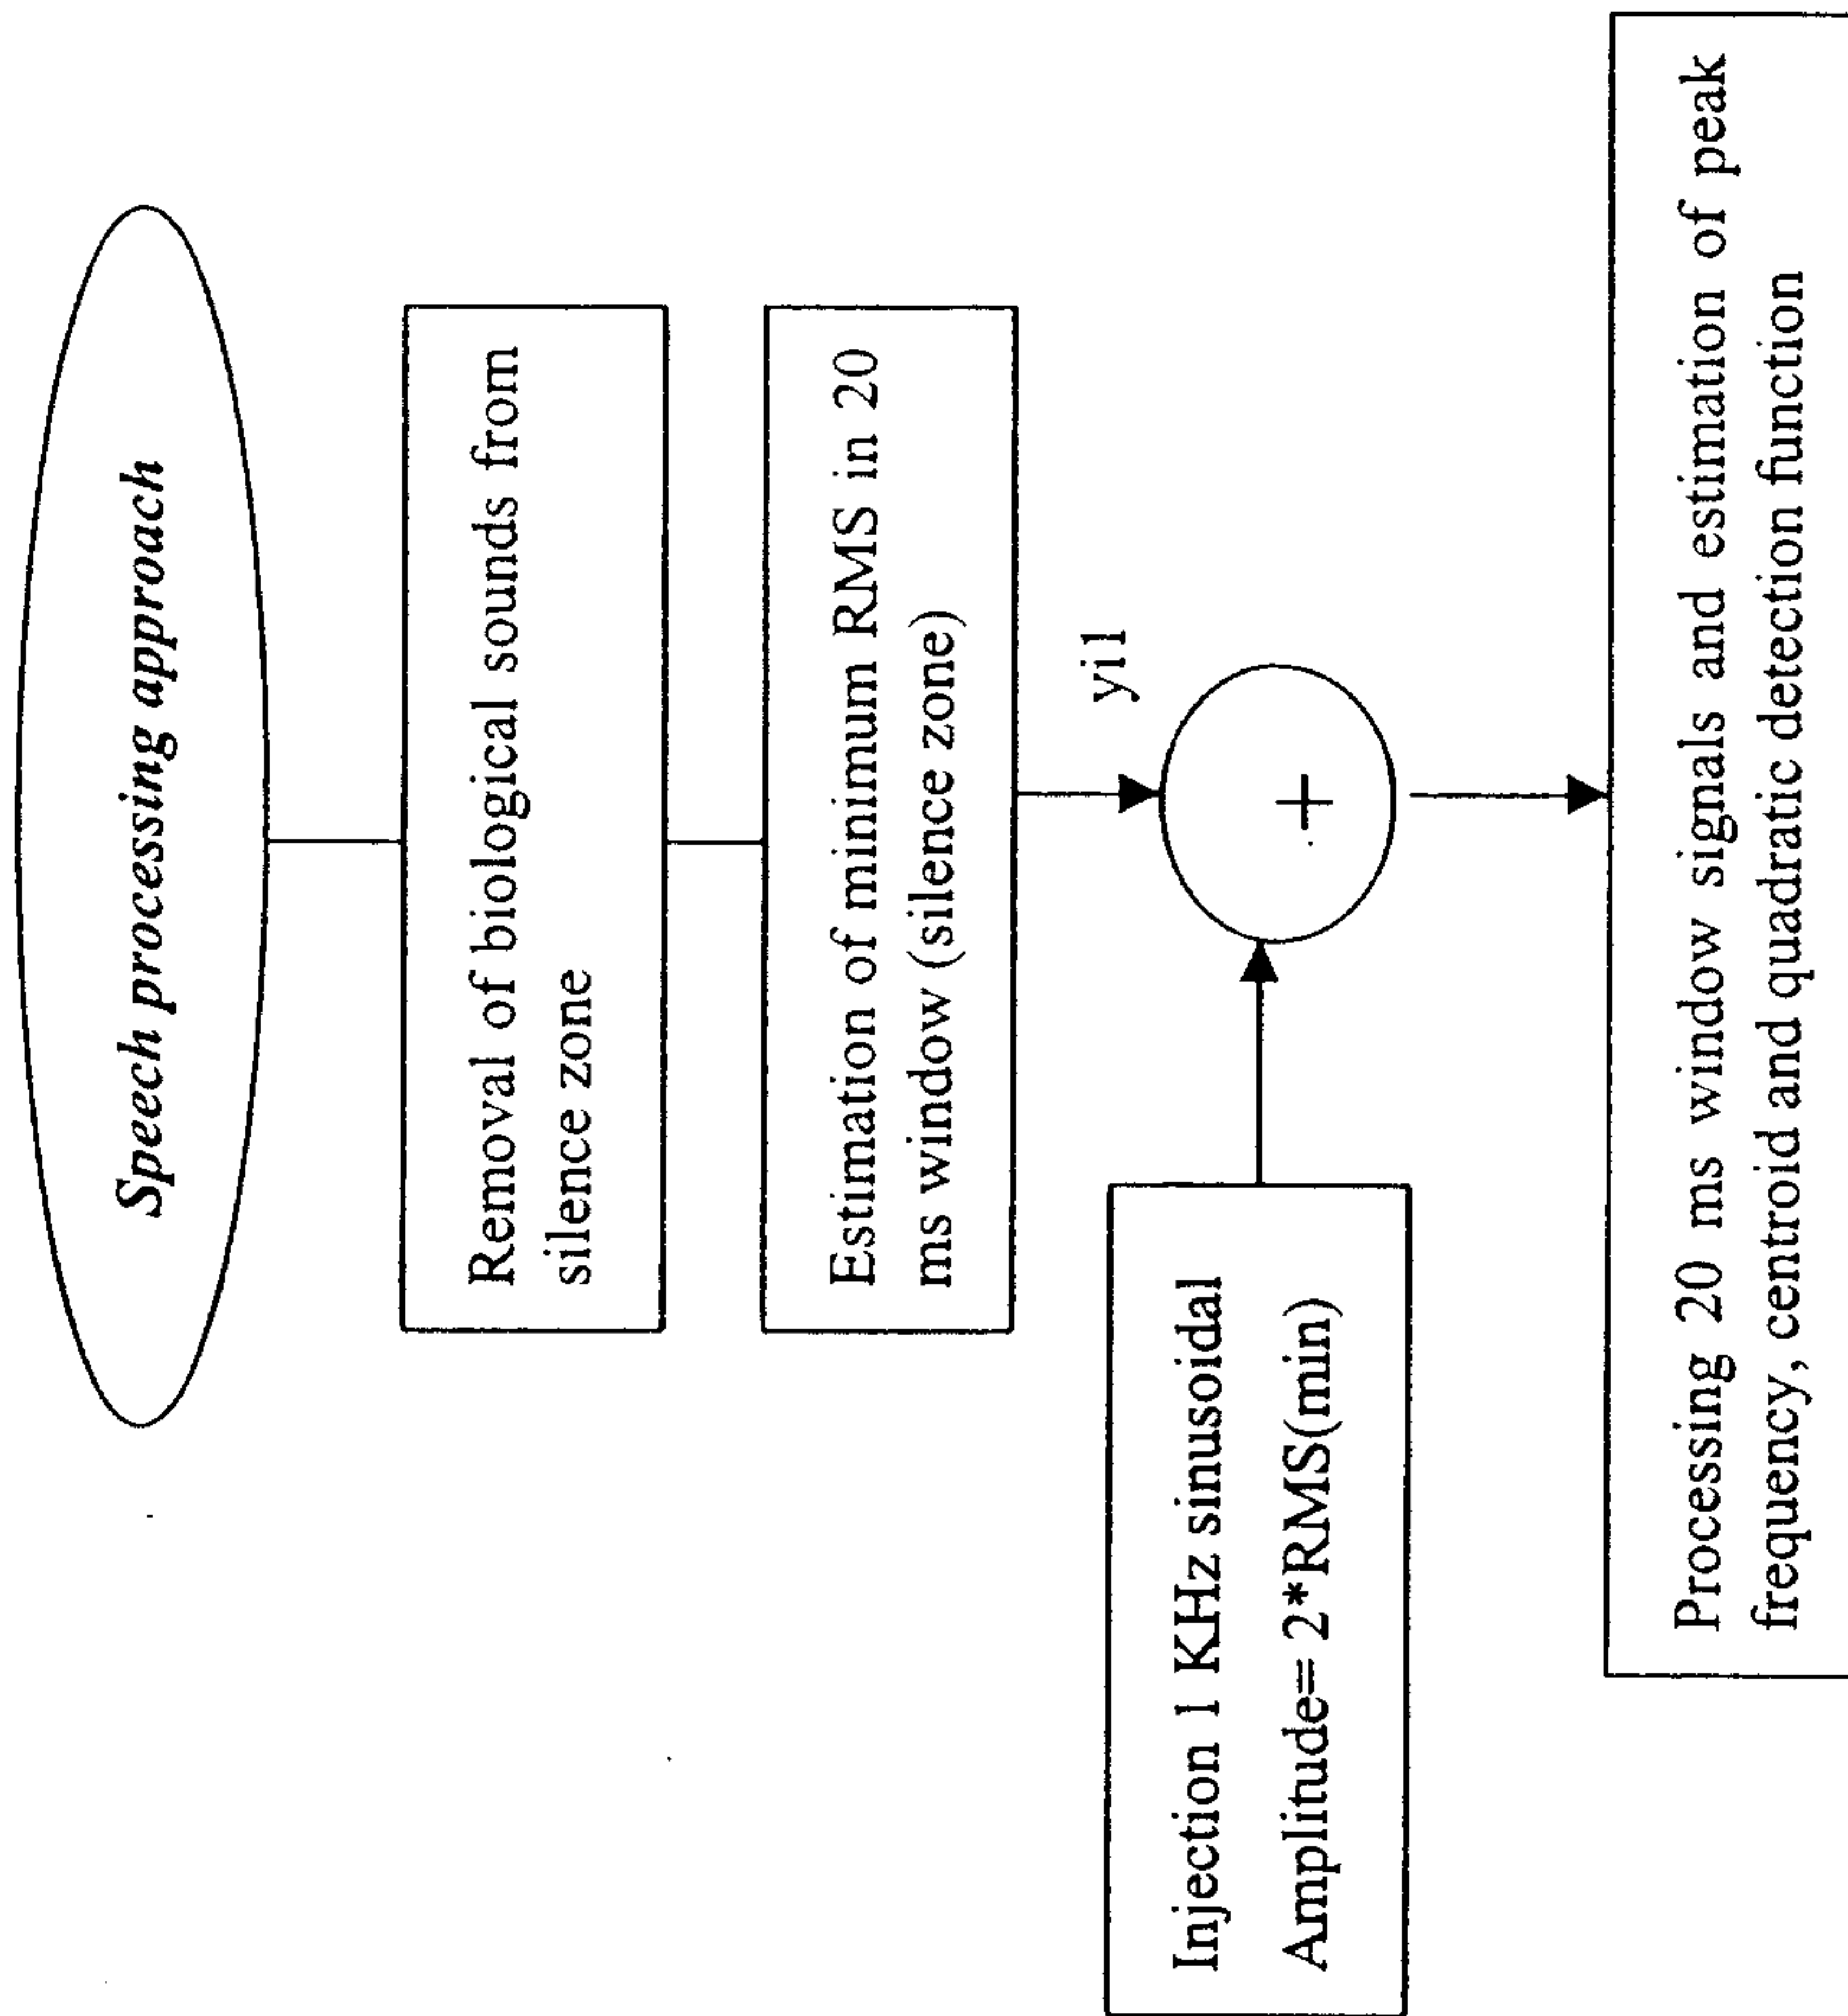 Speech processing approach
Removal of biological sounds from
silence zone
Estimation of minimum RMS in 20
ms window (silence zone)
yil
+
Injection 1 KHz sinusoidal
Amplitude= 2*RMS(min)
Processing 20 ms window signals and estimation of peak
frequency, centroid and quadratic detection function